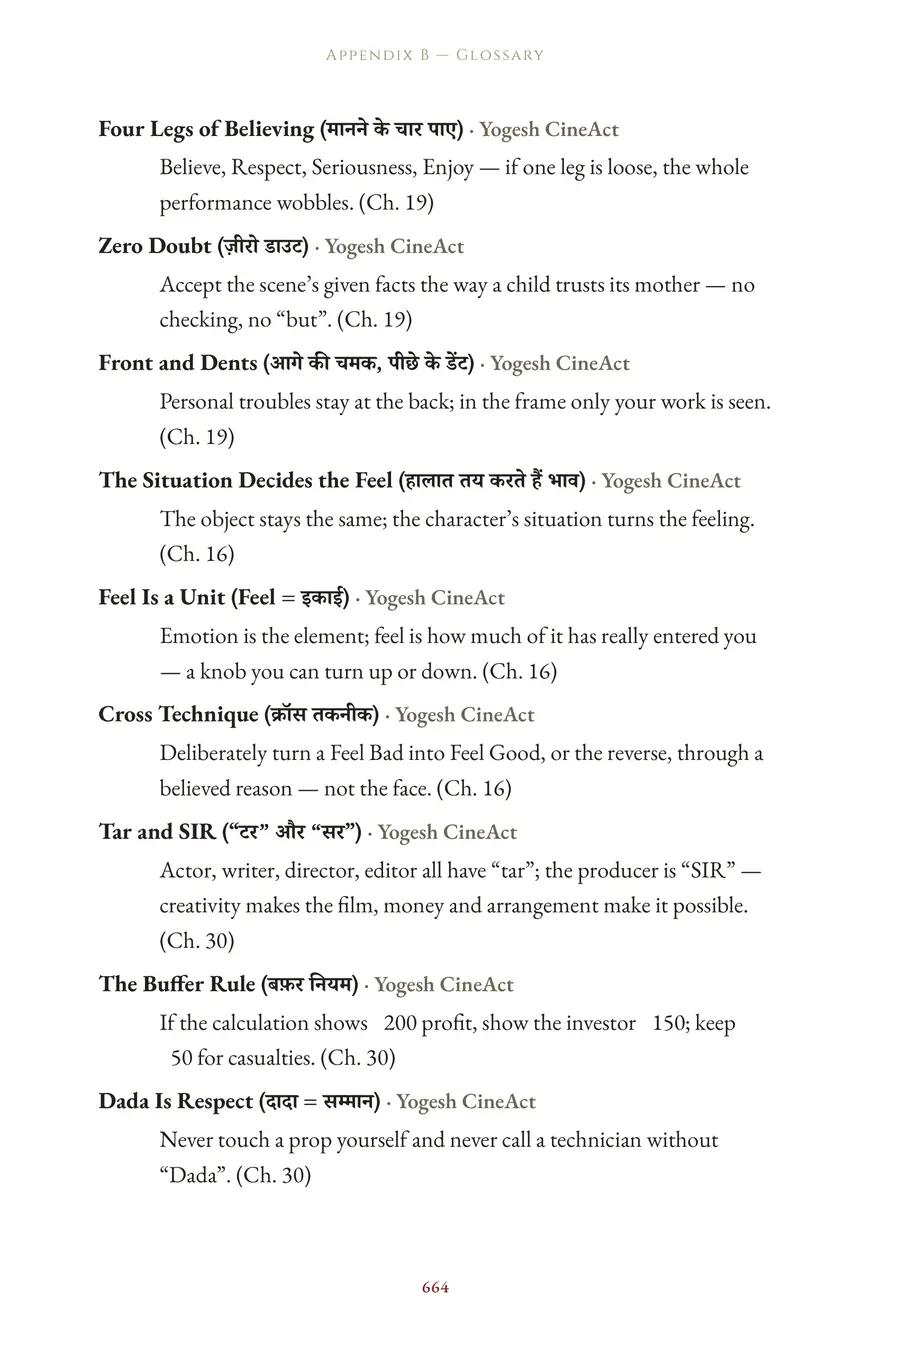 APPENDIX B — GLOSSARY
Four Legs of Believing (मानने के चार पाए) · Yogesh CineAct
Believe, Respect, Seriousness, Enjoy — if one leg is loose, the whole
performance wobbles. (Ch. 19)
Zero Doubt (ज़ीरो डाउट) · Yogesh CineAct
Accept the scene’s given facts the way a child trusts its mother — no
checking, no “but”. (Ch. 19)
Front and Dents (आगे की चमक, पीछे के डेंट) · Yogesh CineAct
Personal troubles stay at the back; in the frame only your work is seen.
(Ch. 19)
The Situation Decides the Feel (हालात तय करते हैं भाव) · Yogesh CineAct
The object stays the same; the character’s situation turns the feeling.
(Ch. 16)
Feel Is a Unit (Feel = इकाई) · Yogesh CineAct
Emotion is the element; feel is how much of it has really entered you
— a knob you can turn up or down. (Ch. 16)
Cross Technique (क्रॉस तकनीक) · Yogesh CineAct
Deliberately turn a Feel Bad into Feel Good, or the reverse, through a
believed reason — not the face. (Ch. 16)
Tar and SIR (“टर” और “सर”) · Yogesh CineAct
Actor, writer, director, editor all have “tar”; the producer is “SIR” —
creativity makes the film, money and arrangement make it possible.
(Ch. 30)
The Buffer Rule (बफ़र नियम) · Yogesh CineAct
If the calculation shows 200 profit, show the investor 150; keep
50 for casualties. (Ch. 30)
Dada Is Respect (दादा = सम्मान) · Yogesh CineAct
Never touch a prop yourself and never call a technician without
“Dada”. (Ch. 30)
664